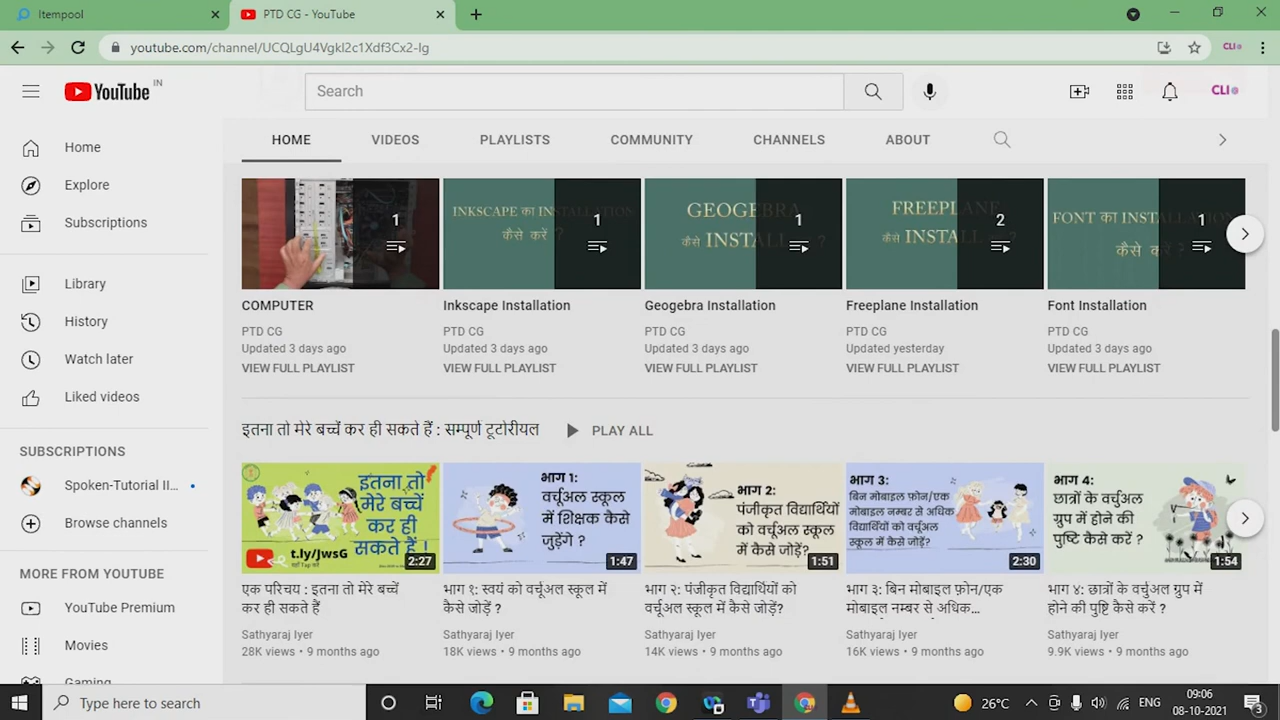 Itempool
PTD CG - YouTube
youtube.com/channel/UCQLgU4Vgkl2c1Xdf3Cx2-lg
CLI
YouTube IN
Search
CLI
HOME VIDEOS PLAYLISTS COMMUNITY CHANNELS ABOUT
Home
Explore
Subscriptions
Library
History
Watch later
Liked videos
SUBSCRIPTIONS
Spoken-Tutorial II...
Browse channels
MORE FROM YOUTUBE
YouTube Premium
Movies
Gaming
1
INKSCAPE का INSTALLATION
कैसे करें ?
1
GEOGEBRA
कैसे INSTALL ?
1
FREEPLANE
कैसे INSTALL ?
2
FONT का INSTALLATION
कैसे करें ?
1
COMPUTER
PTD CG
Updated 3 days ago
VIEW FULL PLAYLIST
Inkscape Installation
PTD CG
Updated 3 days ago
VIEW FULL PLAYLIST
Geogebra Installation
PTD CG
Updated 3 days ago
VIEW FULL PLAYLIST
Freeplane Installation
PTD CG
Updated yesterday
VIEW FULL PLAYLIST
Font Installation
PTD CG
Updated 3 days ago
VIEW FULL PLAYLIST
इतना तो मेरे बच्चें कर ही सकते हैं : सम्पूर्ण टूटोरीयल PLAY ALL
इतना तो
मेरे बच्चें
कर ही
सकते हैं !
t.ly/JwsG
2:27
भाग 1:
वर्चूअल स्कूल
में शिक्षक कैसे
जुड़ेंगे ?
1:47
भाग 2:
पंजीकृत विद्यार्थियों
को वर्चूअल स्कूल
में कैसे जोड़ें?
1:51
भाग 3:
बिन मोबाइल फ़ोन/एक
मोबाइल नम्बर से अधिक
विद्यार्थियों को वर्चूअल
स्कूल में कैसे जोड़ें?
2:30
भाग 4:
छात्रों के वर्चुअल
ग्रुप में होने की
पुष्टि कैसे करें ?
1:54
एक परिचय : इतना तो मेरे बच्चें
कर ही सकते हैं
Sathyaraj Iyer
28K views • 9 months ago
भाग १: स्वयं को वर्चूअल स्कूल में
कैसे जोड़ें ?
Sathyaraj Iyer
18K views • 9 months ago
भाग २: पंजीकृत विद्यार्थियों को
वर्चूअल स्कूल में कैसे जोड़ें?
Sathyaraj Iyer
14K views • 9 months ago
भाग ३: बिन मोबाइल फ़ोन/एक
मोबाइल नम्बर से अधिक...
Sathyaraj Iyer
16K views • 9 months ago
भाग ४: छात्रों के वर्चुअल ग्रुप में
होने की पुष्टि कैसे करें ?
Sathyaraj Iyer
9.9K views • 9 months ago
Type here to search
26°C
ENG
09:06
08-10-2021
3